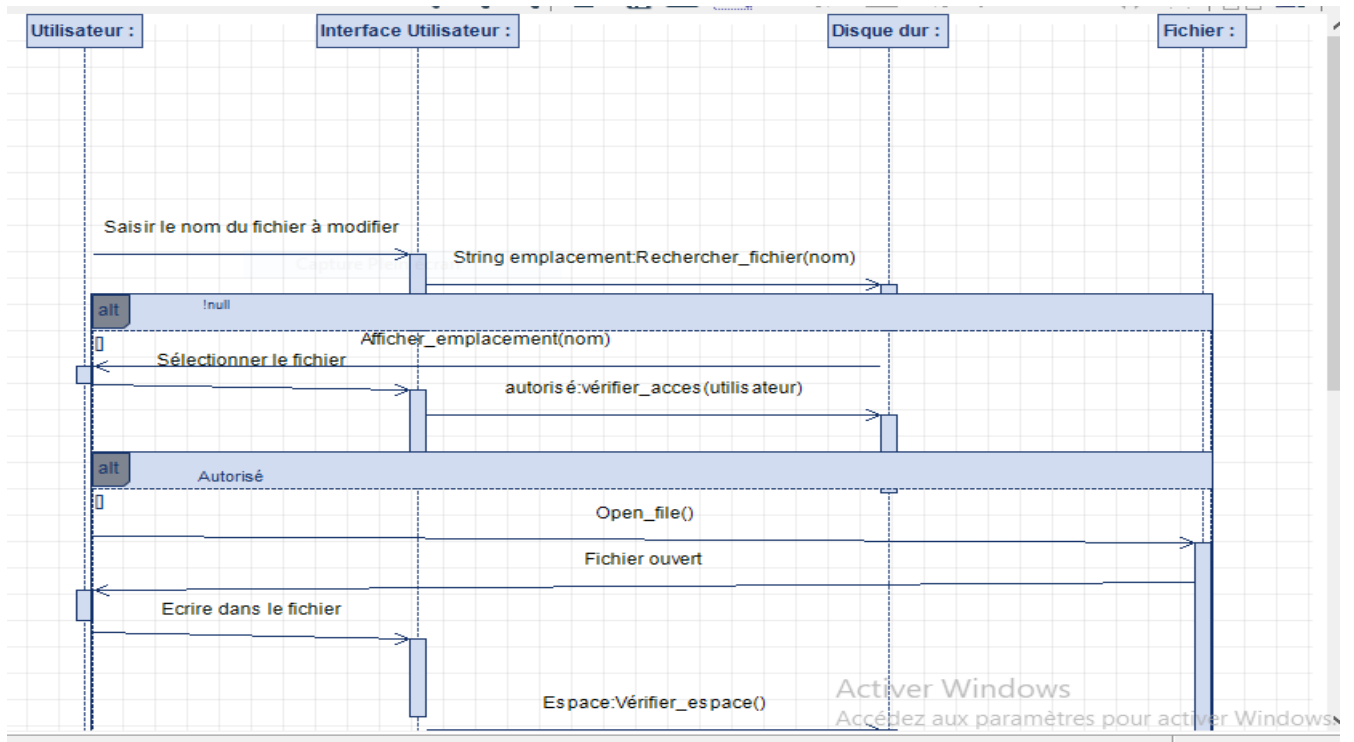 Utilisateur :
Interface Utilisateur :
Disque dur :
Fichier :
Saisir le nom du fichier à modifier
String emplacement:Rechercher_fichier(nom)
alt
!null
[]
Afficher_emplacement(nom)
Sélectionner le fichier
autorisé:vérifier_acces(utilisateur)
alt
Autorisé
[]
Open_file()
Fichier ouvert
Ecrire dans le fichier
Espace:Vérifier_espace()
Activer Windows
Accédez aux paramètres pour activer Windows.